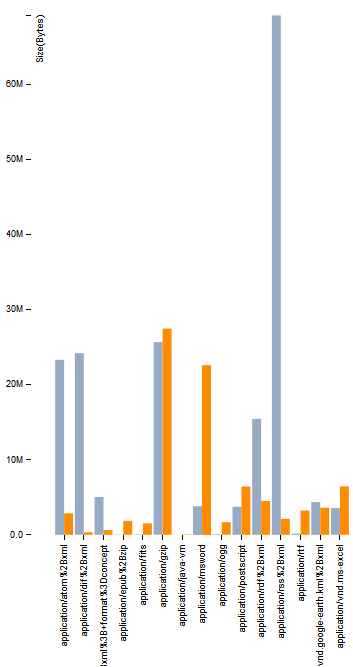 Size(Bytes)
60M
50M
40M
30M
20M
10M
0.0
application/atom%2Bxml
application/dif%2Bxml
lxml%3B+format%3Dconcept
application/epub%2Bzip
application/fits
application/gzip
application/java-vm
application/msword
application/ogg
application/postscript
application/rdf%2Bxml
application/rss%2Bxml
application/rtf
vnd.google-earth.kml%2Bxml
application/vnd.ms-excel